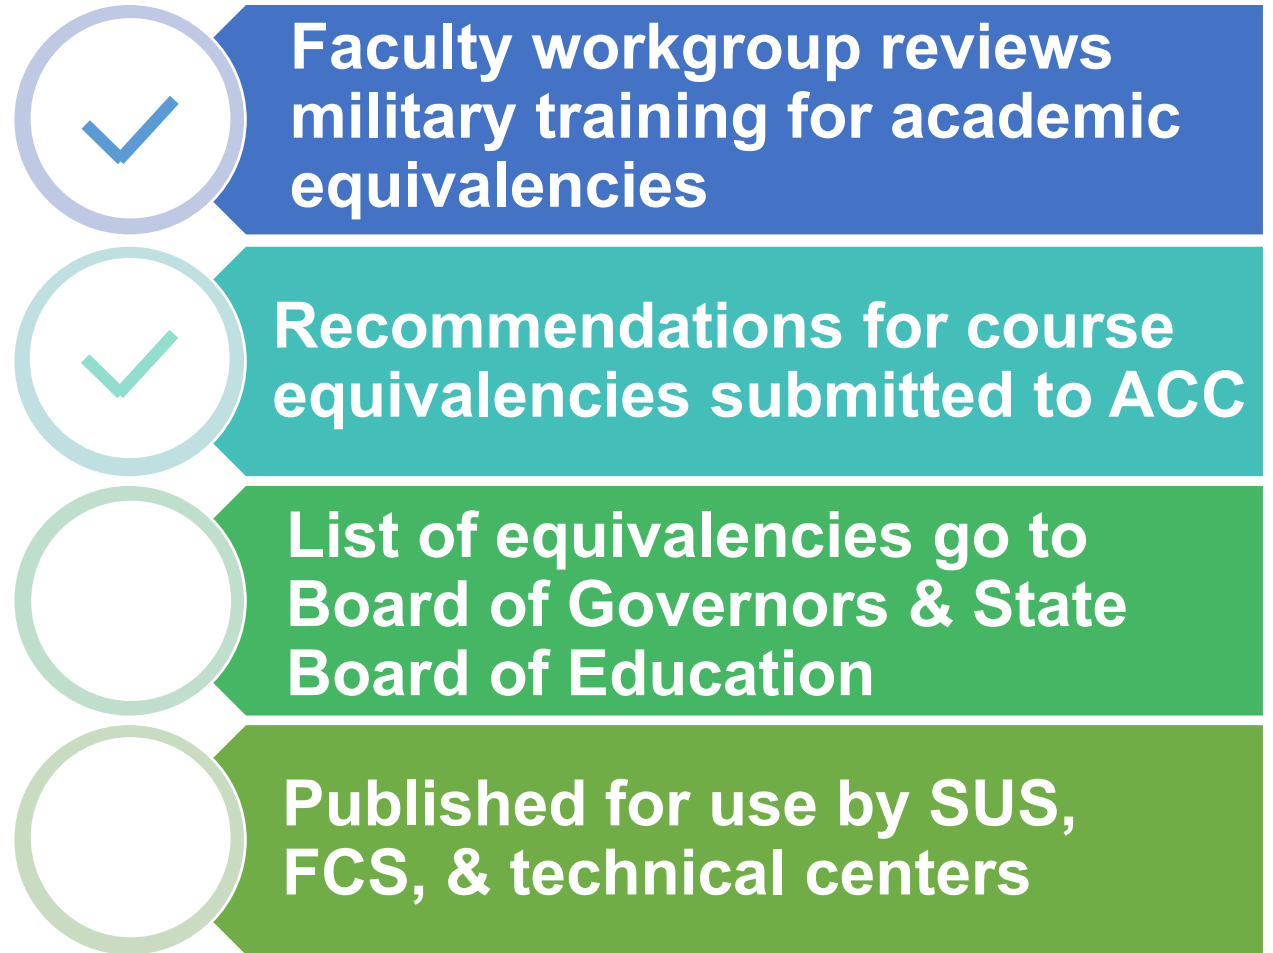 Faculty workgroup reviews
military training for academic
equivalencies
Recommendations for course
equivalencies submitted to ACC
List of equivalencies go to
Board of Governors & State
Board of Education
Published for use by SUS,
FCS, & technical centers